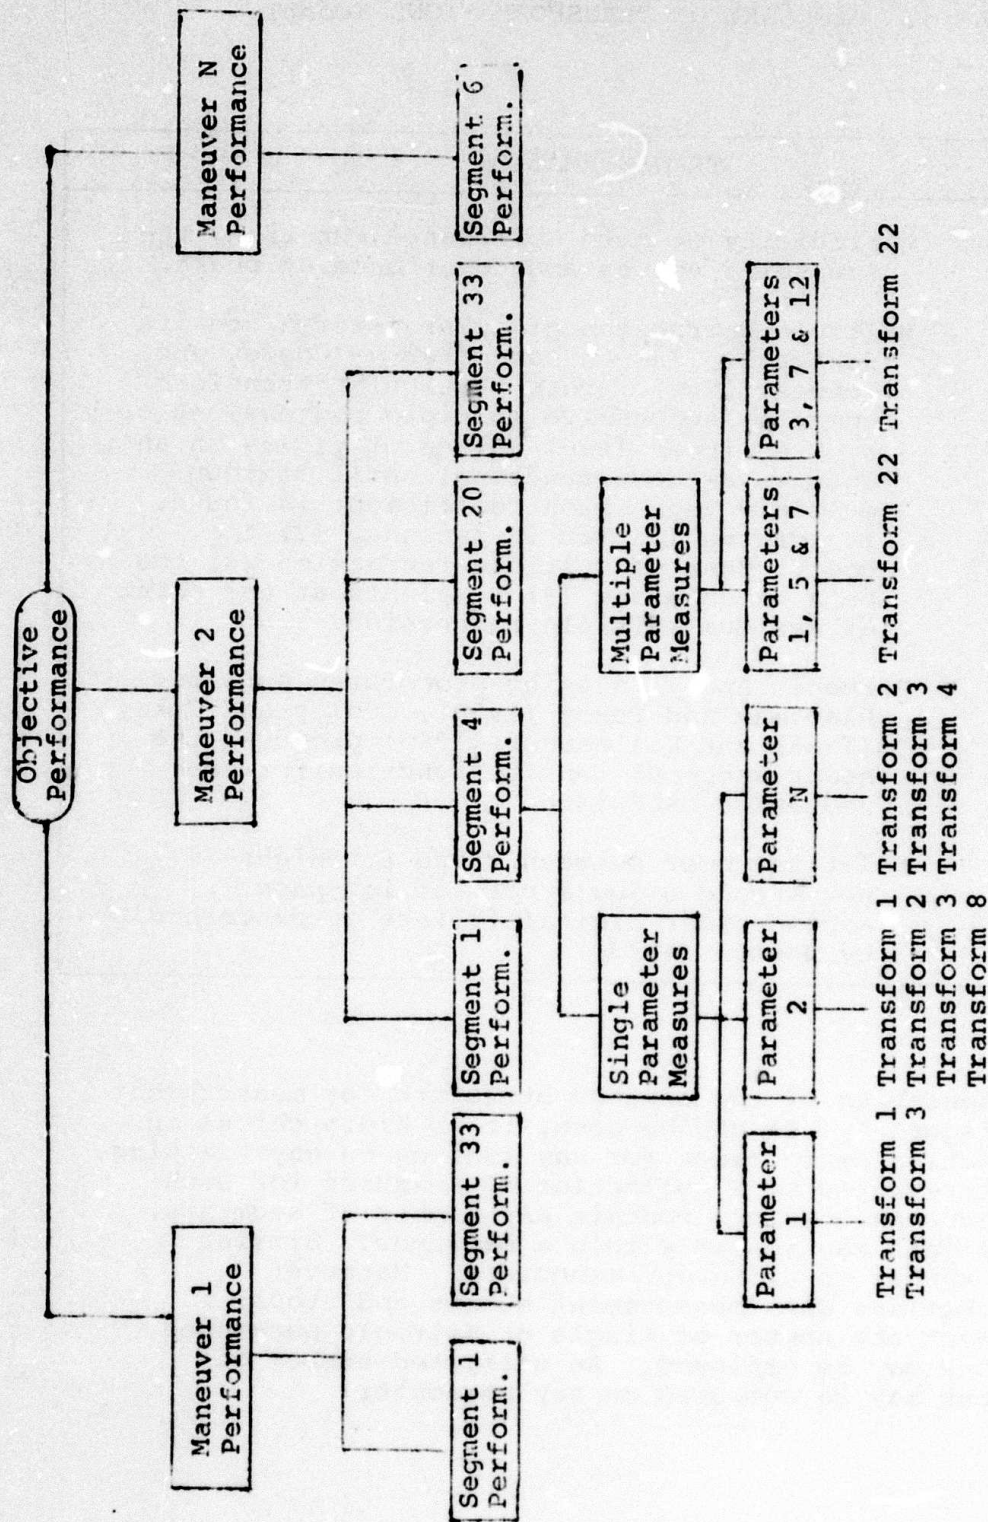 Objective
Performance
Maneuver 1
Performance
Maneuver 2
Performance
Maneuver N
Performance
Segment 1
Perform.
Segment 33
Perform.
Segment 1
Perform.
Segment 4
Perform.
Segment 20
Perform.
Segment 33
Perform.
Segment 6
Perform.
Single
Parameter
Measures
Multiple
Parameter
Measures
Parameter
1
Parameter
2
Parameter
N
Parameters
1, 5 & 7
Parameters
3, 7 & 12
Transform 1
Transform 3
Transform 1
Transform 2
Transform 3
Transform 8
Transform 2
Transform 3
Transform 4
Transform 22
Transform 22